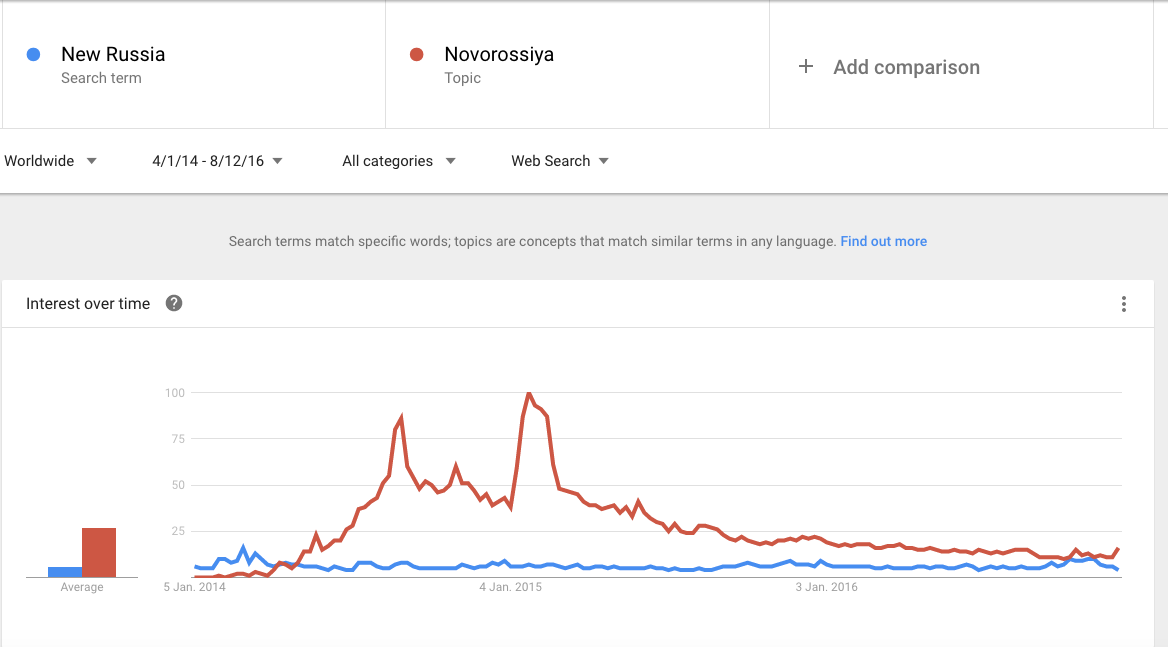 New Russia
Search term
Novorossiya
Topic
+ Add comparison
Worldwide
4/1/14 - 8/12/16
All categories
Web Search
Search terms match specific words; topics are concepts that match similar terms in any language. Find out more
Interest over time ?
100
75
50
25
Average
5 Jan. 2014
4 Jan. 2015
3 Jan. 2016